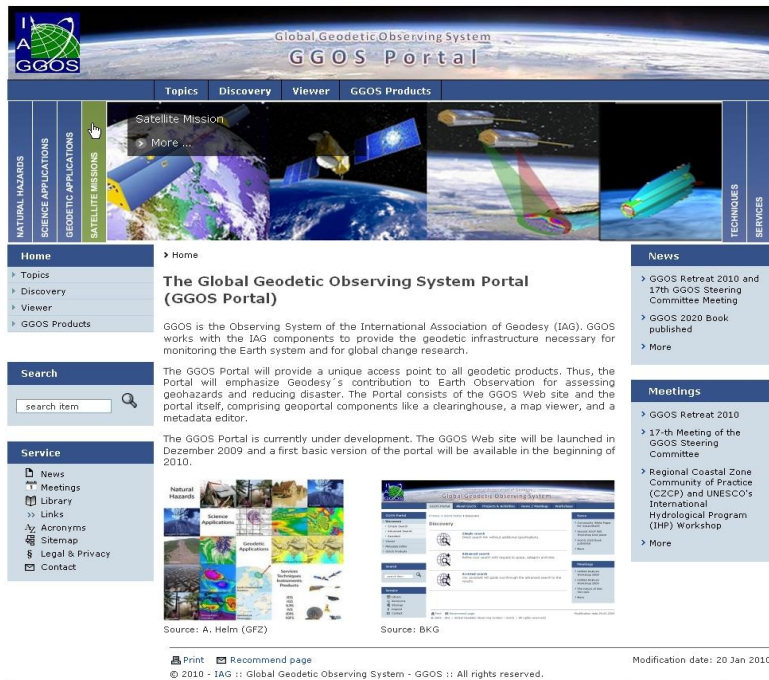 I
A
G
GGOS
Global Geodetic Observing System
GGOS Portal
Topics Discovery Viewer GGOS Products
NATURAL HAZARDS
SCIENCE APPLICATIONS
GEODETIC APPLICATIONS
SATELLITE MISSIONS
Satellite Mission
More ...
TECHNIQUES
SERVICES
Home
Topics
Discovery
Viewer
GGOS Products
Search
search item
Service
News
Meetings
Library
Links
Acronyms
Sitemap
§ Legal & Privacy
Contact
Home
The Global Geodetic Observing System Portal
(GGOS Portal)
GGOS is the Observing System of the International Association of Geodesy (IAG). GGOS
works with the IAG components to provide the geodetic infrastructure necessary for
monitoring the Earth system and for global change research.
The GGOS Portal will provide a unique access point to all geodetic products. Thus, the
Portal will emphasize Geodesy´s contribution to Earth Observation for assessing
geohazards and reducing disaster. The Portal consists of the GGOS Web site and the
portal itself, comprising geoportal components like a clearinghouse, a map viewer, and a
metadata editor.
The GGOS Portal is currently under development. The GGOS Web site will be launched in
Dezember 2009 and a first basic version of the portal will be available in the beginning of
2010.
Natural
Hazards
Science
Applications
Geodetic
Applications
Services
Techniques
Instruments
Products
Source: A. Helm (GFZ)
Global Geodetic Observing System
Discovery
Source: BKG
News
GGOS Retreat 2010 and
17th GGOS Steering
Committee Meeting
GGOS 2020 Book
published
More
Meetings
GGOS Retreat 2010
17-th Meeting of the
GGOS Steering
Committee
Regional Coastal Zone
Community of Practice
(CZCP) and UNESCO's
International
Hydrological Program
(IHP) Workshop
More
Print Recommend page
Modification date: 20 Jan 2010
© 2010 - IAG :: Global Geodetic Observing System - GGOS :: All rights reserved.